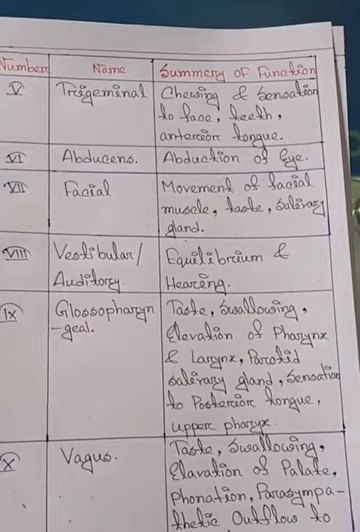 Number Name Summery of Function
V Trigeminal Chewing & Sensation
to face, teeth,
anterior tongue.
VI Abducens. Abduction of Eye.
VII Facial Movement of facial
muscle, taste, Salivary
gland.
VIII Vestibular/ Equilibrium &
Auditory. Hearing.
IX Glossopharyn Taste, Swallowing,
-geal. Elevation of Pharynx
& Larynx, Parotid
salivary gland, Sensation
to Posterior tongue,
upper pharyx.
X Vagus. Taste, Swallowing,
Elavation of Palate,
Phonation, Parasympa-
thetic Outflow to